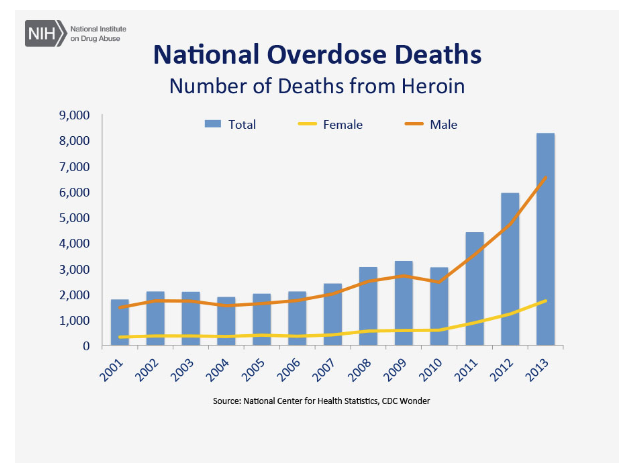 NIH
National Institute
on Drug Abuse
National Overdose Deaths
Number of Deaths from Heroin
Total
Female
Male
9,000
8,000
7,000
6,000
5,000
4,000
3,000
2,000
1,000
0
2001
2002
2003
2004
2005
2006
2007
2008
2009
2010
2011
2012
2013
Source: National Center for Health Statistics, CDC Wonder